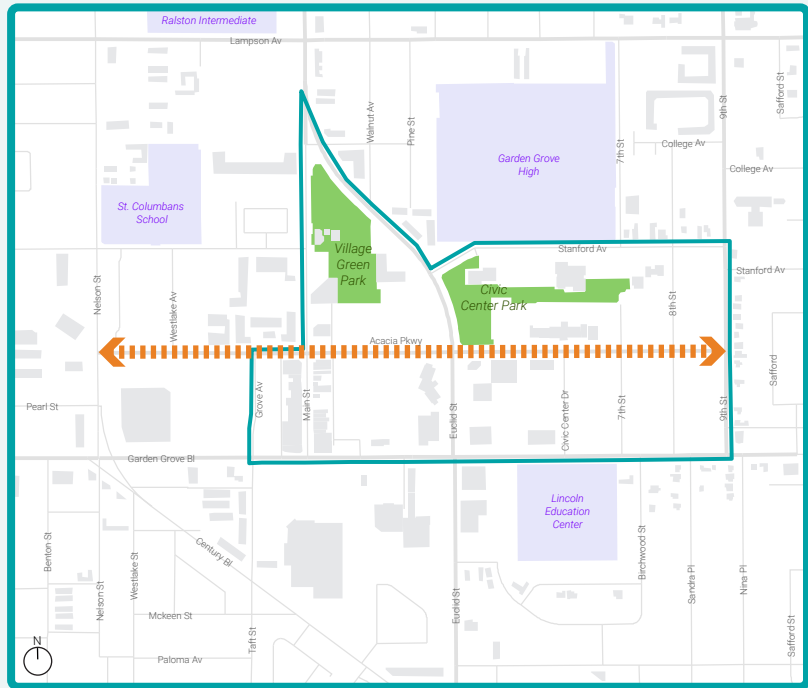 Ralston Intermediate
Lampson Av
Safford St
9th St
Walnut Av
Pine St
7th St
College Av
Garden Grove
High
College Av
St. Columbans
School
Village
Green
Park
Stanford Av
Stanford Av
Nelson St
Westlake Av
Civic
Center Park
8th St
Acacia Pkwy
Safford
Pearl St
Grove Av
Main St
Euclid St
Civic Center Dr
7th St
9th St
Garden Grove Bl
Lincoln
Education
Center
Century Bl
Benton St
Nelson St
Westlake St
Birchwood St
Sandra Pl
Nina Pl
Euclid St
Mckeen St
Taft St
Safford St
N
Paloma Av